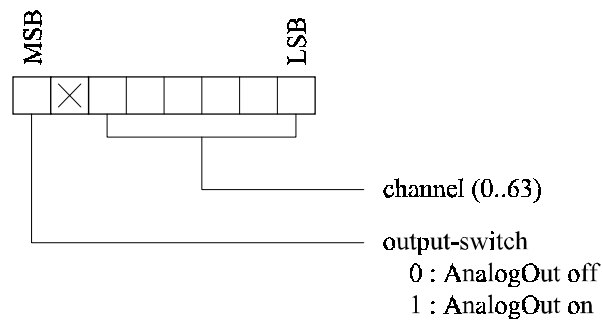 MSB
LSB
channel (0..63)
output-switch
0 : AnalogOut off
1 : AnalogOut on